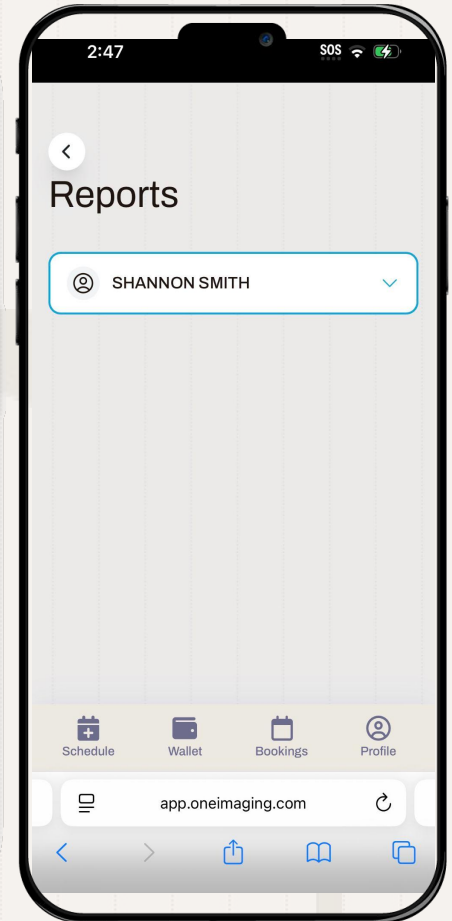 2:47 SOS
Reports
SHANNON SMITH
Schedule Wallet Bookings Profile
app.oneimaging.com